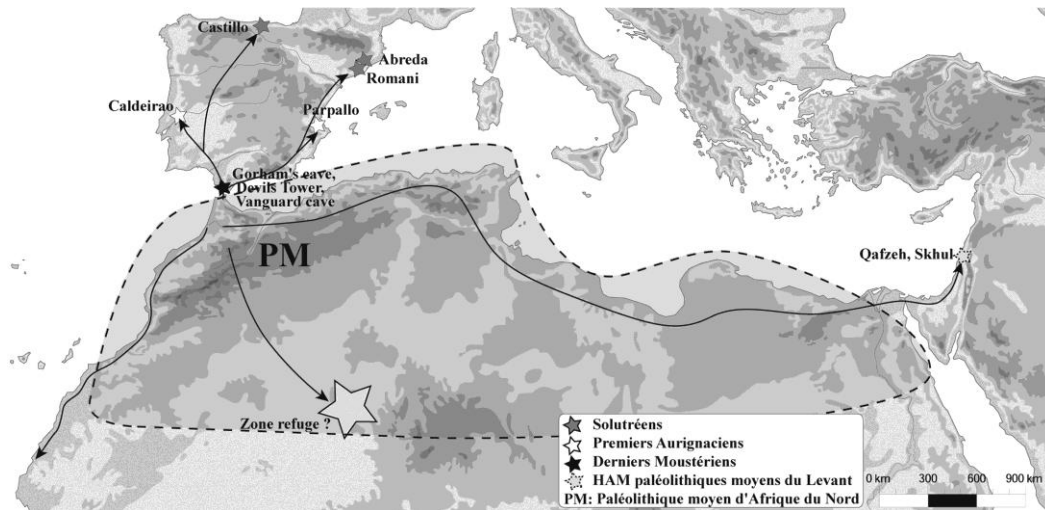 Castillo
Abreda
Romani
Caldeirao
Parpallo
Gorham's cave,
Devils Tower,
Vanguard cave
PM
Qafzeh, Skhul
Zone refuge ?
Solutréens
Premiers Aurignaciens
Derniers Moustériens
HAM paléolithiques moyens du Levant
PM: Paléolithique moyen d'Afrique du Nord
0 km 300 600 900 km